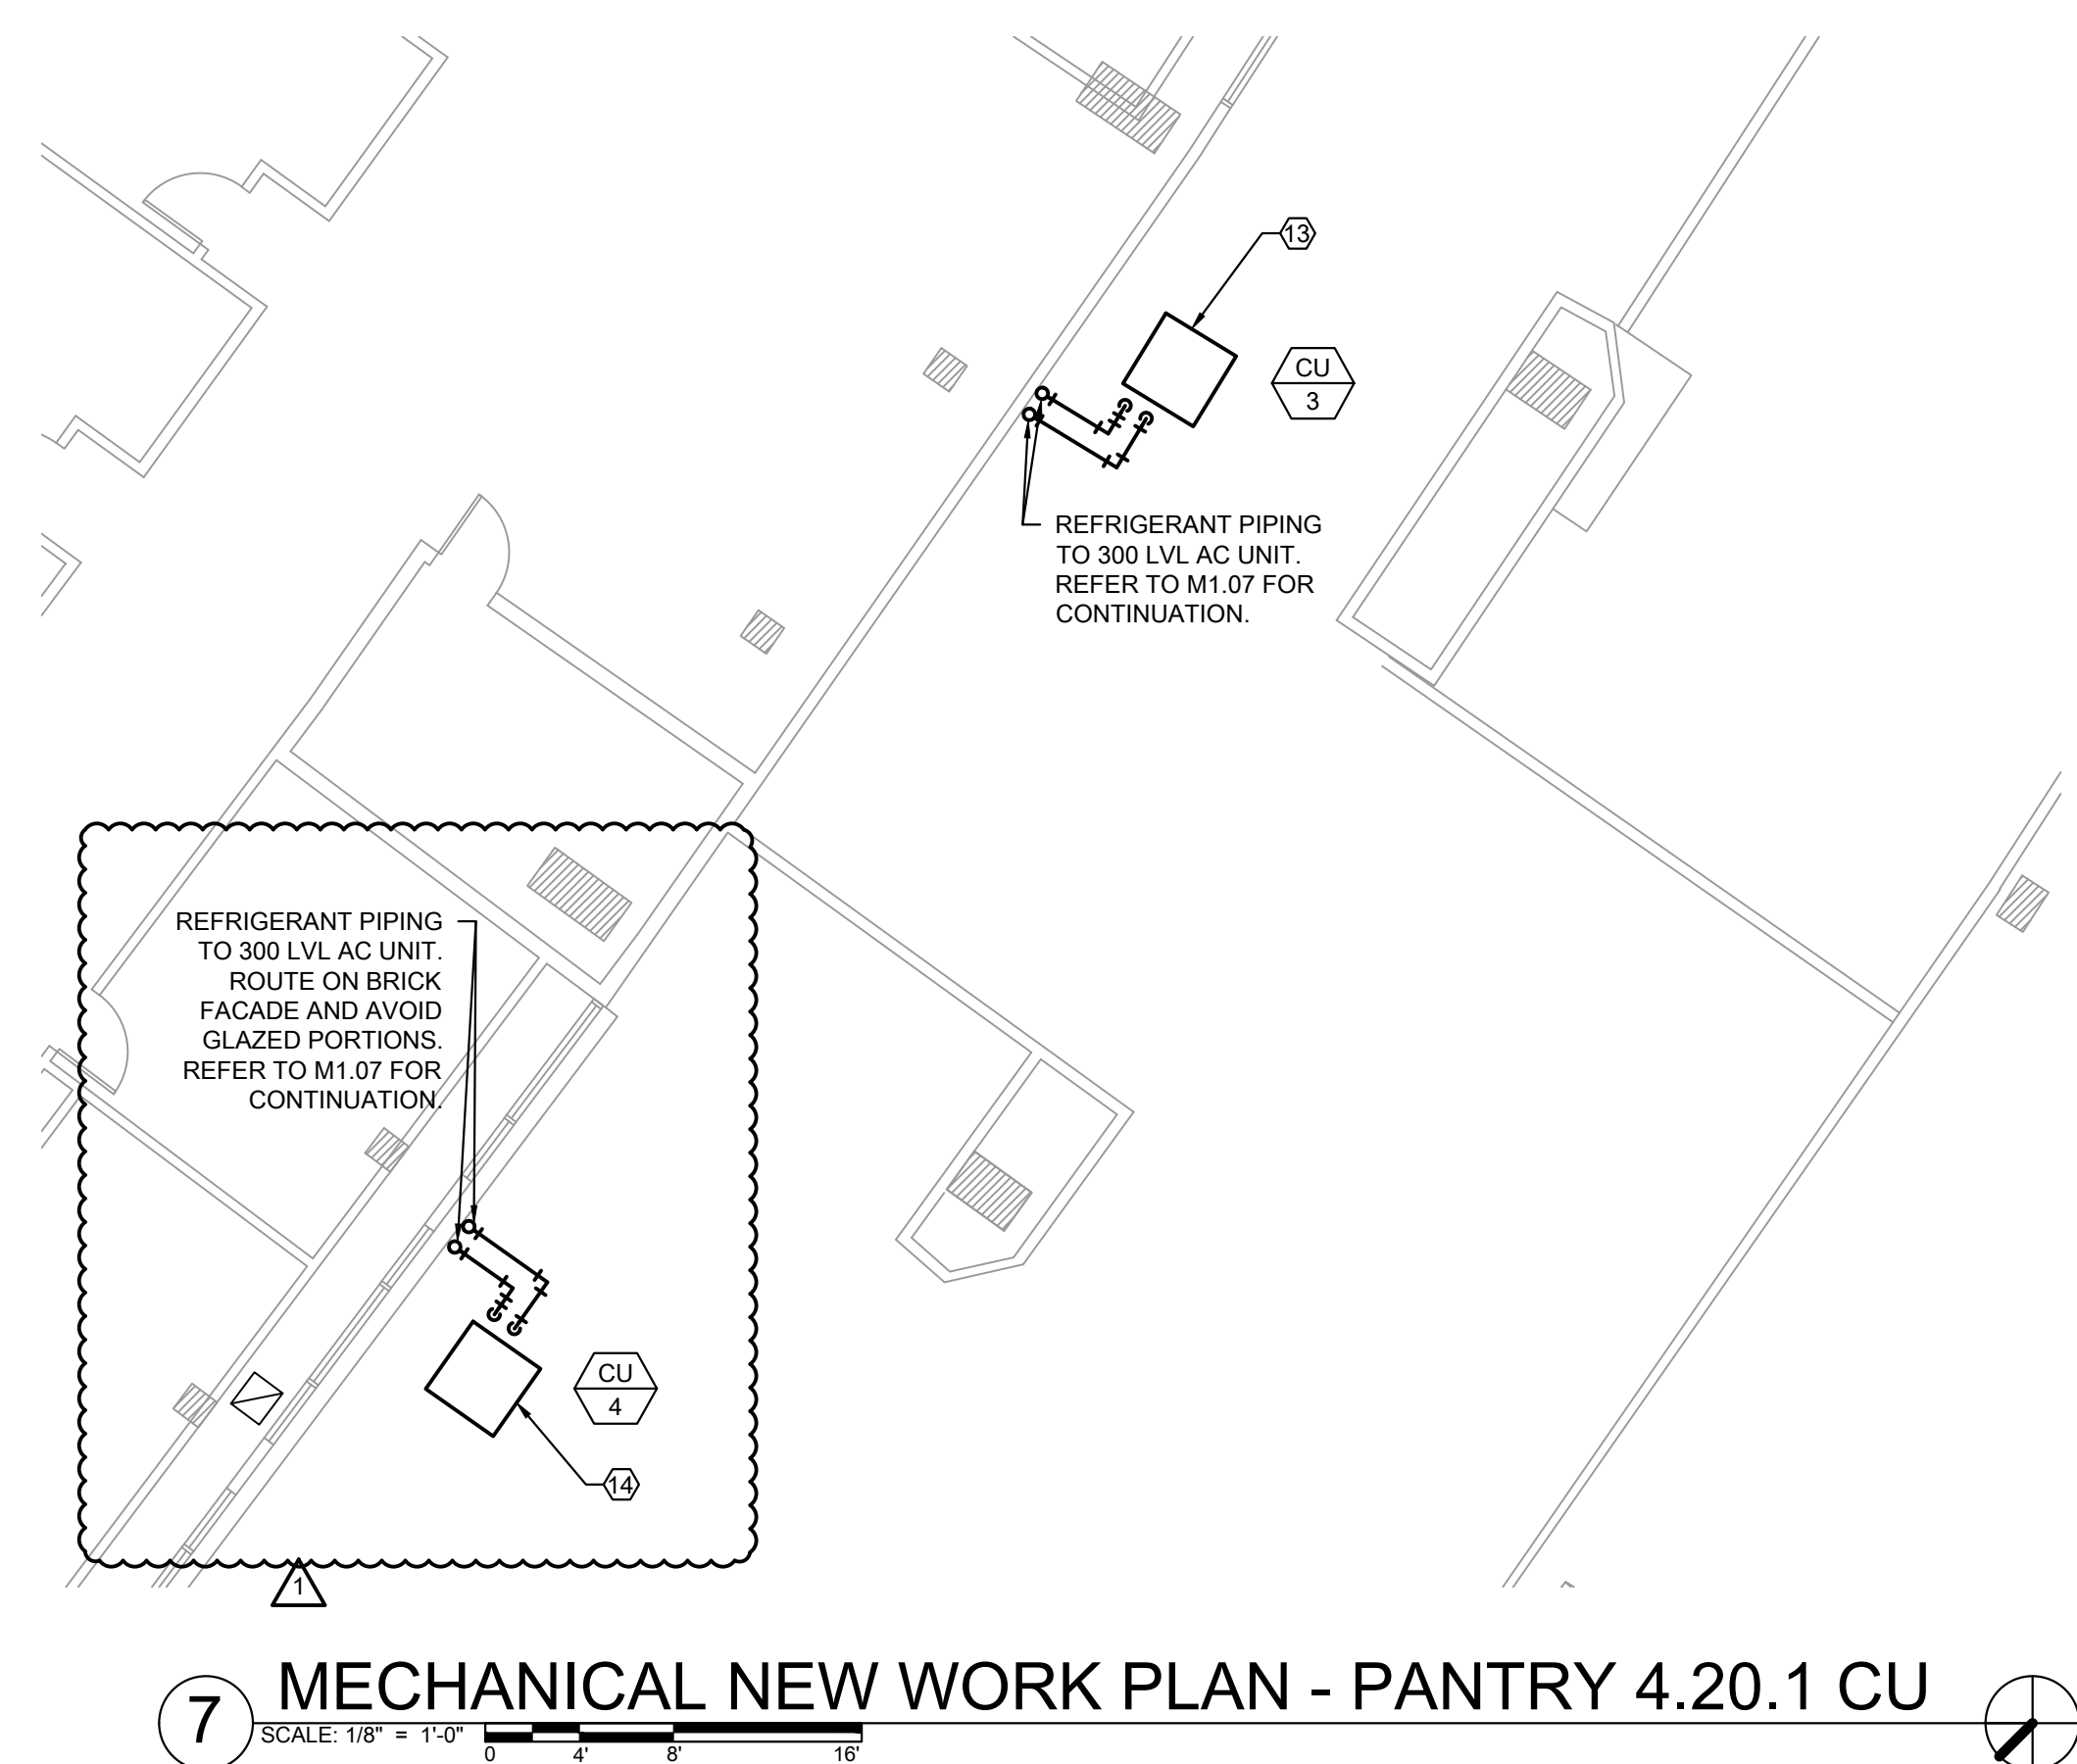 13
CU
3
REFRIGERANT PIPING
TO 300 LVL AC UNIT.
REFER TO M1.07 FOR
CONTINUATION.
REFRIGERANT PIPING
TO 300 LVL AC UNIT.
ROUTE ON BRICK
FACADE AND AVOID
GLAZED PORTIONS.
REFER TO M1.07 FOR
CONTINUATION.
CU
4
14
1
7
MECHANICAL NEW WORK PLAN - PANTRY 4.20.1 CU
SCALE: 1/8" = 1'-0"
0 4' 8' 16'